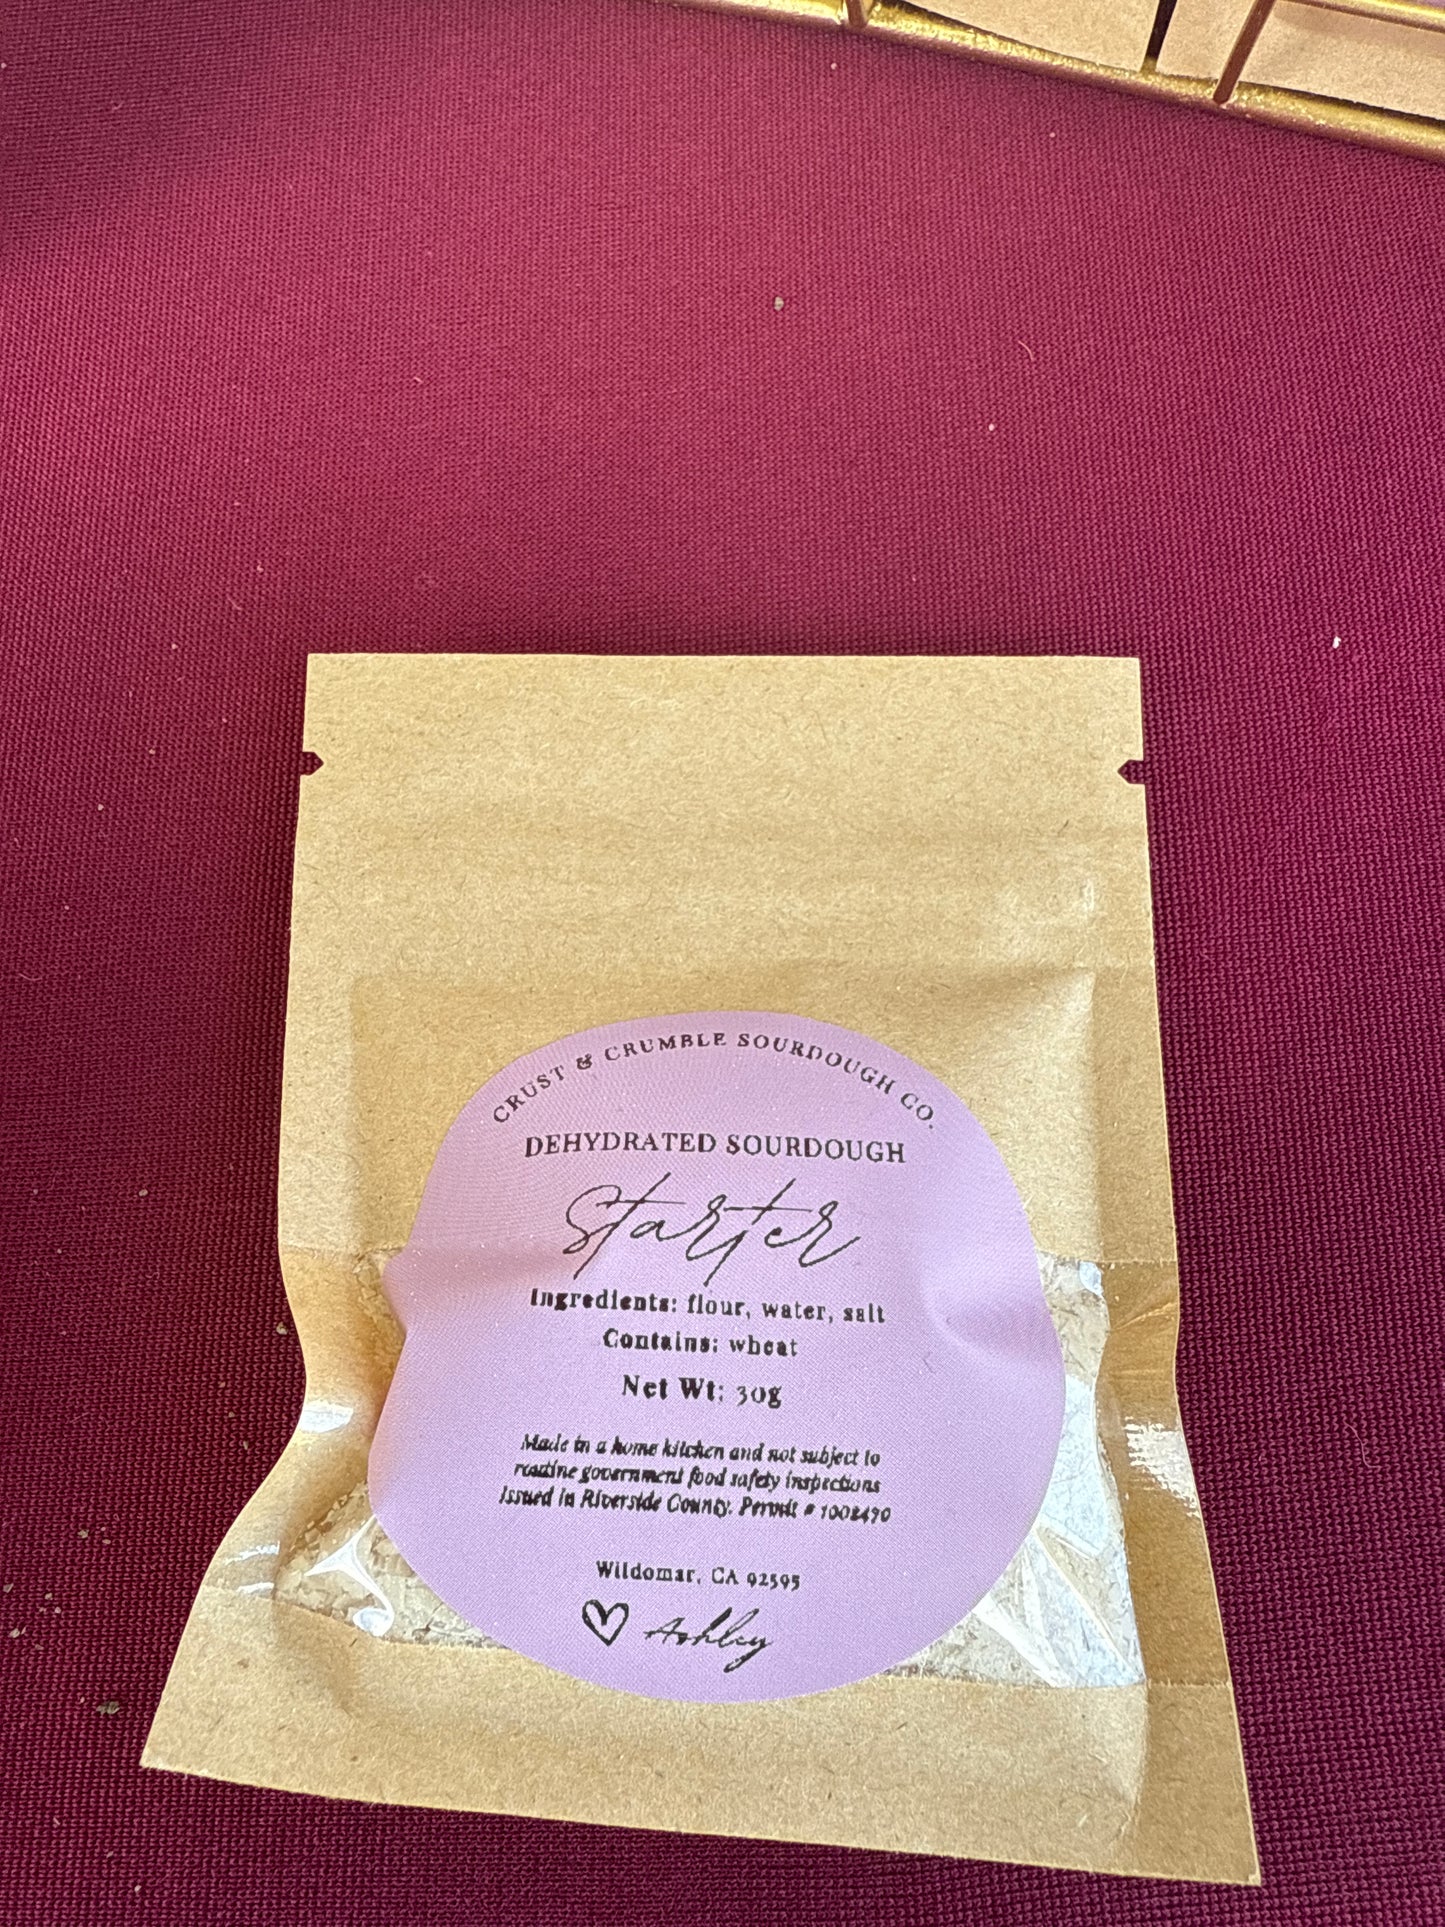 CRUST & CRUMBLE SOURDOUGH CO.
DEHYDRATED SOURDOUGH
starter
Ingredients: flour, water, salt
Contains: wheat
Net Wt: 30g
Made in a home kitchen and not subject to
routine government food safety inspections
Issued in Riverside County. Permit # 1008470
Wildomar, CA 92595
Ashley